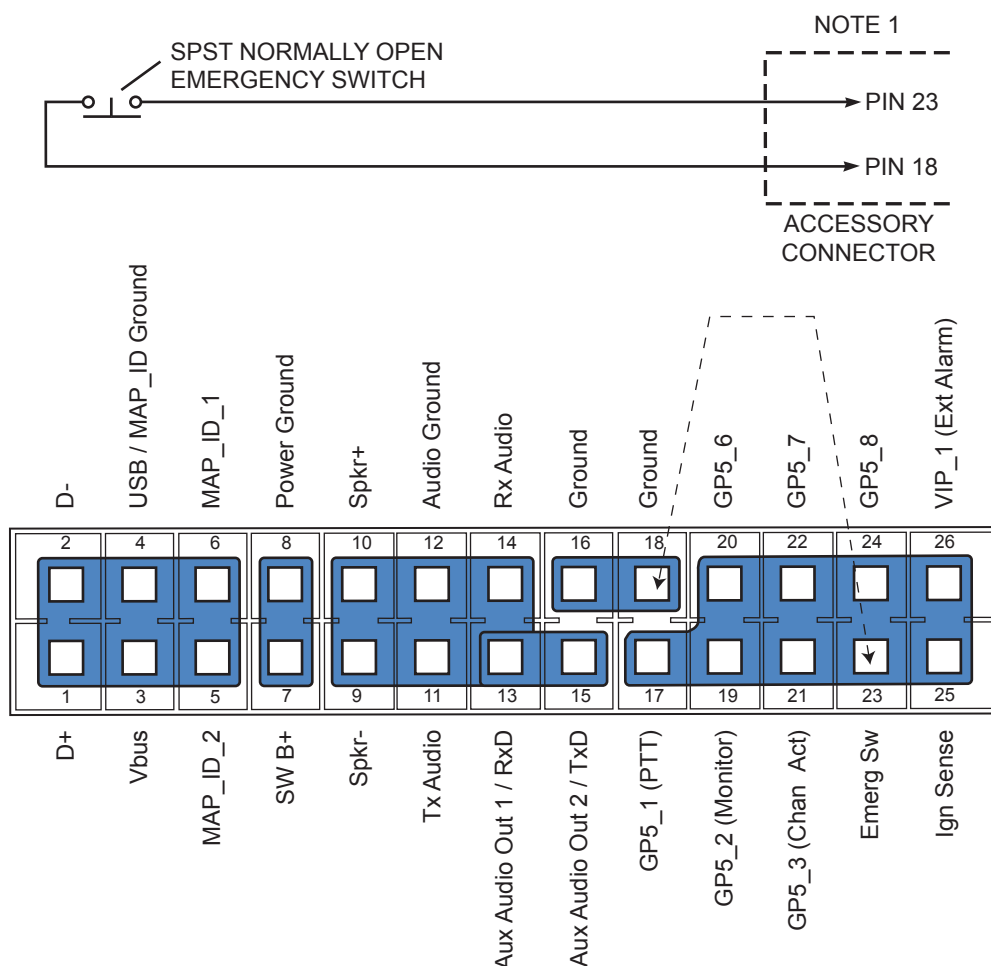 NOTE 1
SPST NORMALLY OPEN
EMERGENCY SWITCH
PIN 23
PIN 18
ACCESSORY
CONNECTOR
D-
USB / MAP_ID Ground
MAP_ID_1
Power Ground
Spkr+
Audio Ground
Rx Audio
Ground
Ground
GP5_6
GP5_7
GP5_8
VIP_1 (Ext Alarm)
2 4 6 8 10 12 14 16 18 20 22 24 26
1 3 5 7 9 11 13 15 17 19 21 23 25
D+
Vbus
MAP_ID_2
SW B+
Spkr-
Tx Audio
Aux Audio Out 1 / RxD
Aux Audio Out 2 / TxD
GP5_1 (PTT)
GP5_2 (Monitor)
GP5_3 (Chan Act)
Emerg Sw
Ign Sense